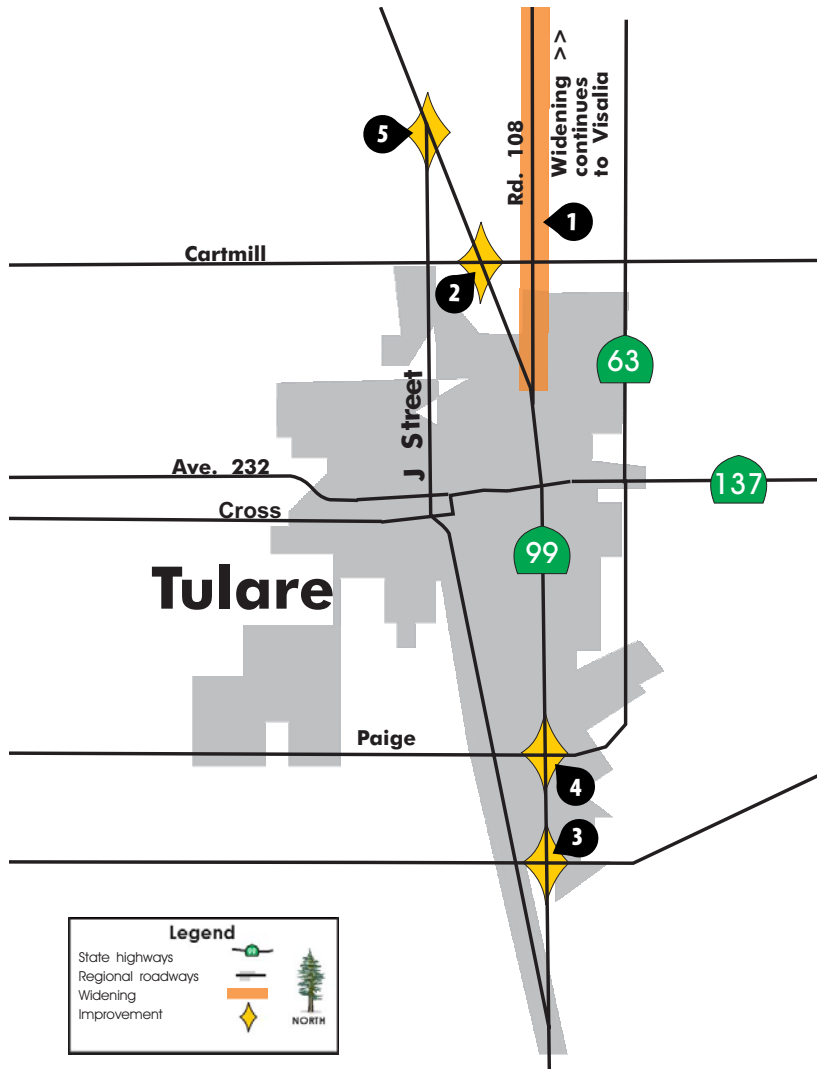 Widening >>
continues
to Visalia
Rd. 108
5
1
Cartmill
2
63
J Street
Ave. 232
137
Cross
99
Tulare
Paige
4
3
Legend
State highways
Regional roadways
Widening
Improvement
NORTH